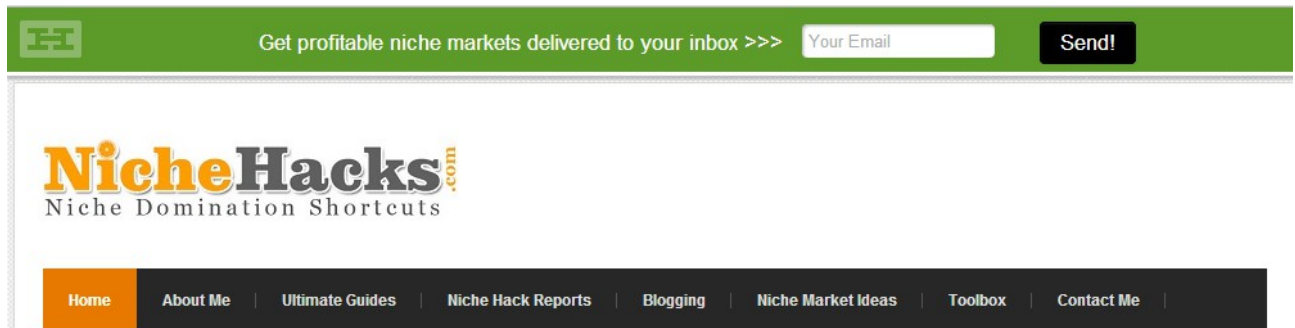 Get profitable niche markets delivered to your inbox >>> Your Email Send!
NicheHacks.com
Niche Domination Shortcuts
Home About Me Ultimate Guides Niche Hack Reports Blogging Niche Market Ideas Toolbox Contact Me